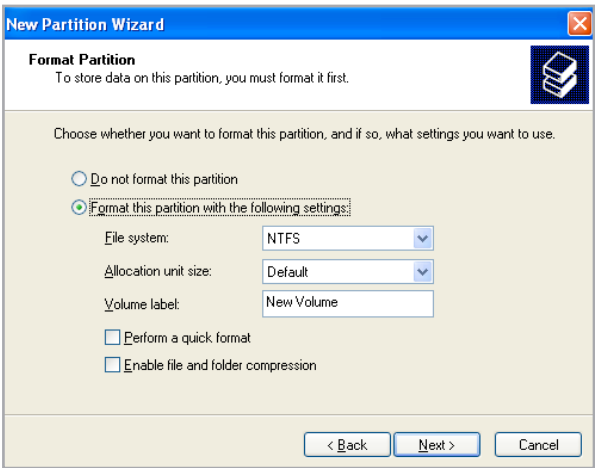 New Partition Wizard
Format Partition
To store data on this partition, you must format it first.
Choose whether you want to format this partition, and if so, what settings you want to use.
Do not format this partition
Format this partition with the following settings:
File system: NTFS
Allocation unit size: Default
Volume label: New Volume
Perform a quick format
Enable file and folder compression
< Back Next > Cancel